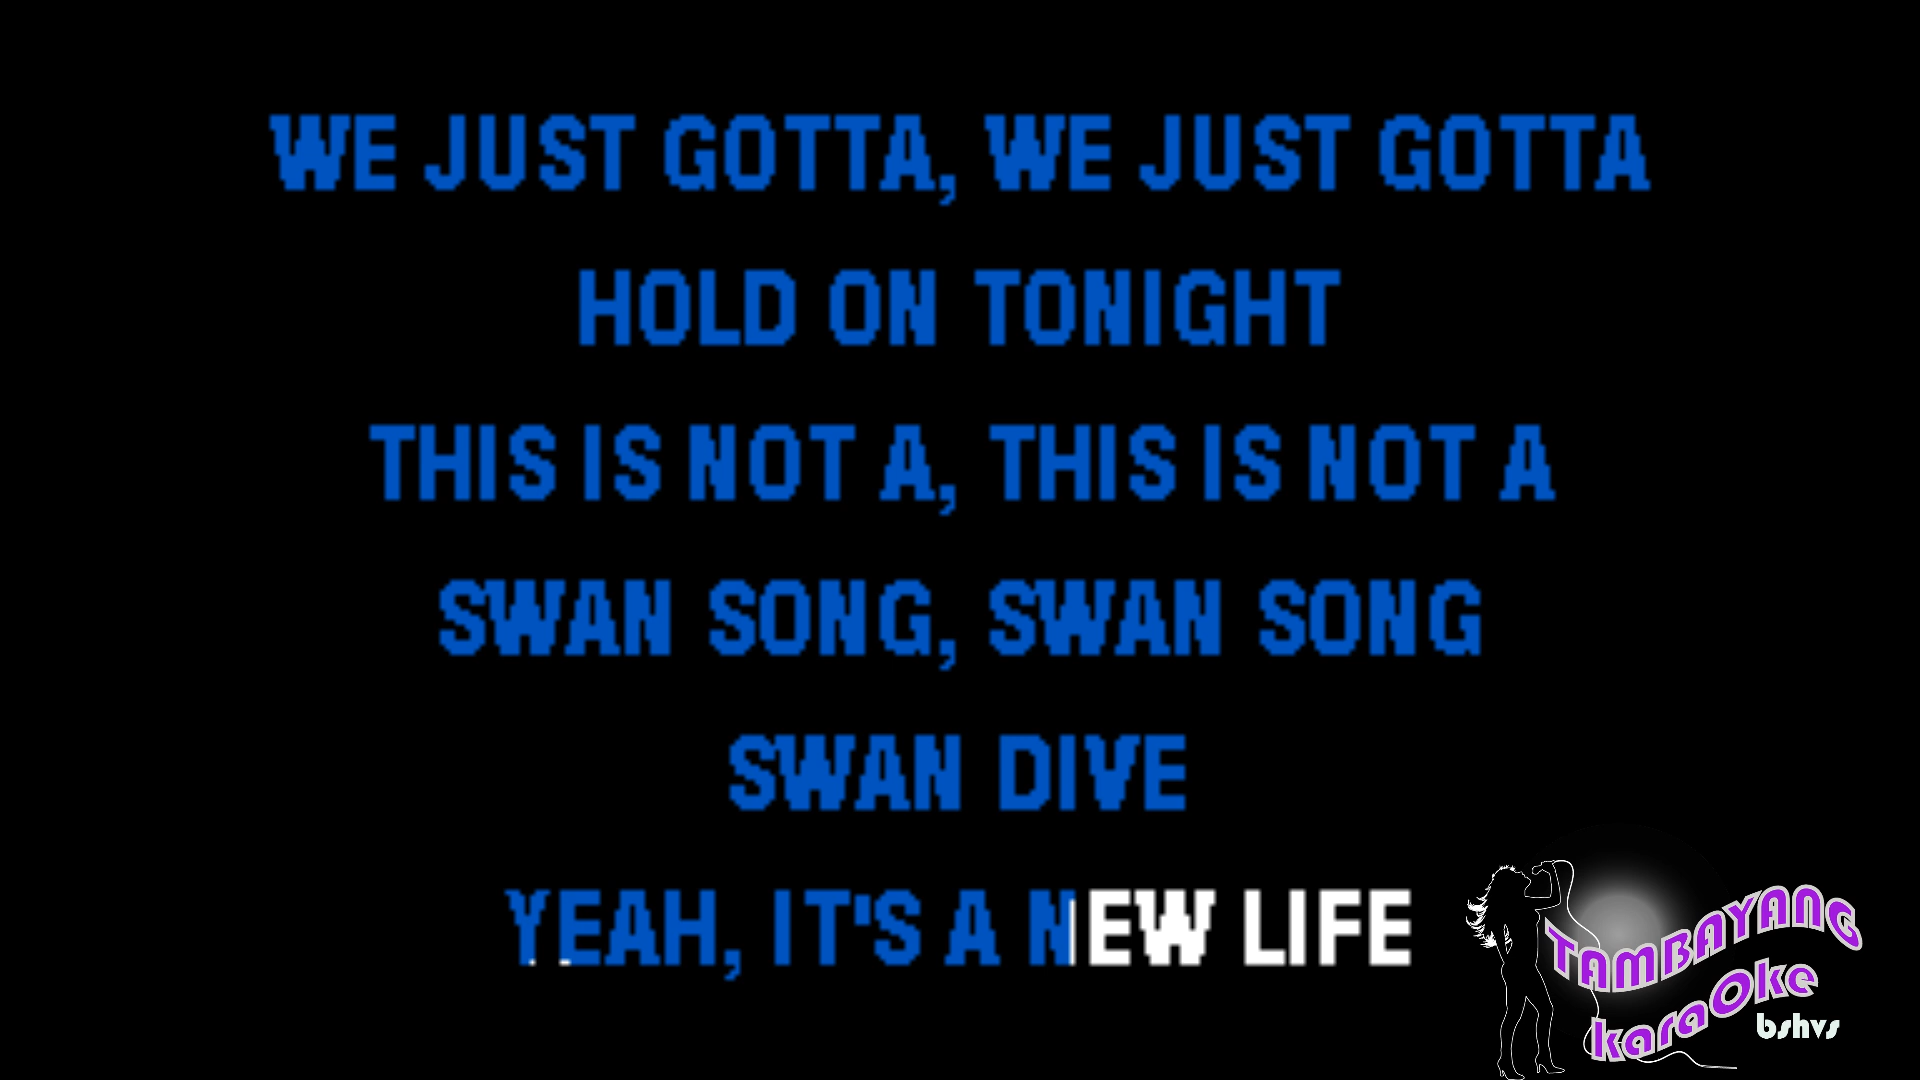 WE JUST GOTTA, WE JUST GOTTA
HOLD ON TONIGHT
THIS IS NOT A, THIS IS NOT A
SWAN SONG, SWAN SONG
SWAN DIVE
YEAH, IT'S A NEW LIFE
TAMBAYANG
karaOke
bshvs